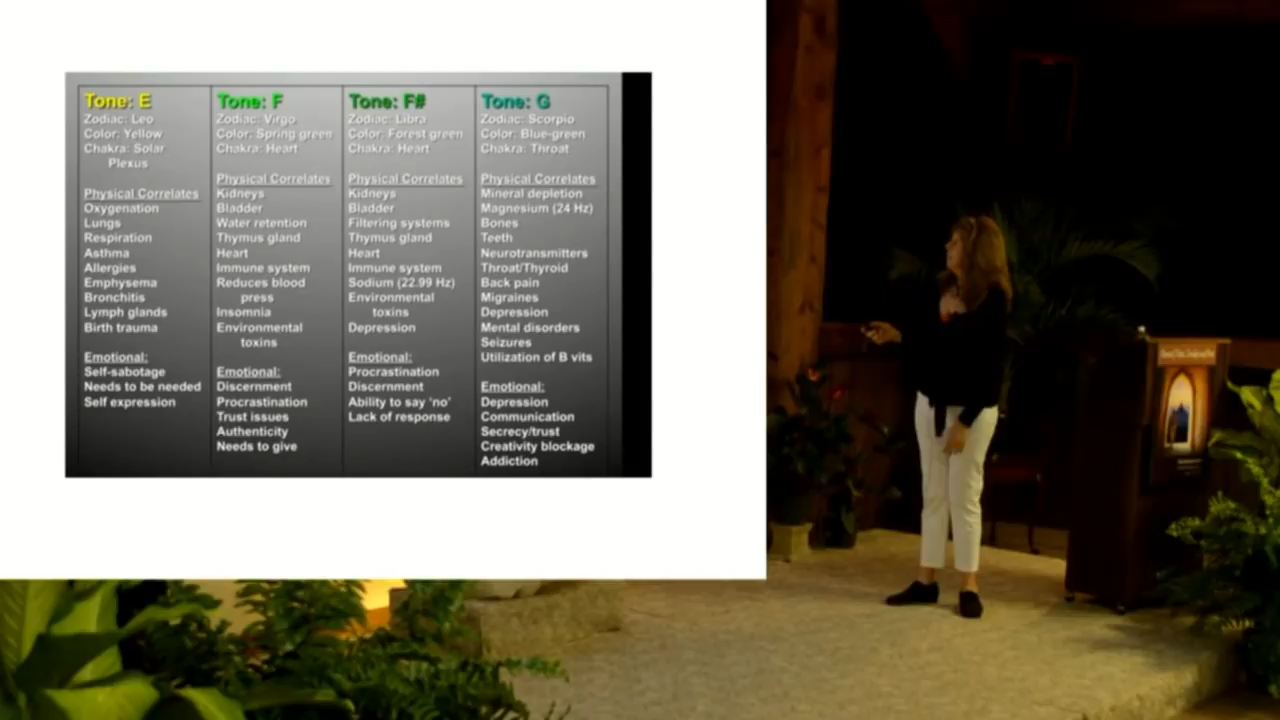 Tone: E
Zodiac: Leo
Color: Yellow
Chakra: Solar
Plexus
Physical Correlates
Oxygenation
Lungs
Respiration
Asthma
Allergies
Emphysema
Bronchitis
Lymph glands
Birth trauma
Emotional:
Self-sabotage
Needs to be needed
Self expression
Tone: F
Zodiac: Virgo
Color: Spring green
Chakra: Heart
Physical Correlates
Kidneys
Bladder
Water retention
Thymus gland
Heart
Immune system
Reduces blood
press
Insomnia
Environmental
toxins
Emotional:
Discernment
Procrastination
Trust issues
Authenticity
Needs to give
Tone: F#
Zodiac: Libra
Color: Forest green
Chakra: Heart
Physical Correlates
Kidneys
Bladder
Filtering systems
Thymus gland
Heart
Immune system
Sodium (22.99 Hz)
Environmental
toxins
Depression
Emotional:
Procrastination
Discernment
Ability to say ‘no’
Lack of response
Tone: G
Zodiac: Scorpio
Color: Blue-green
Chakra: Throat
Physical Correlates
Mineral depletion
Magnesium (24 Hz)
Bones
Teeth
Neurotransmitters
Throat/Thyroid
Back pain
Migraines
Depression
Mental disorders
Seizures
Utilization of B vits
Emotional:
Depression
Communication
Secrecy/trust
Creativity blockage
Addiction